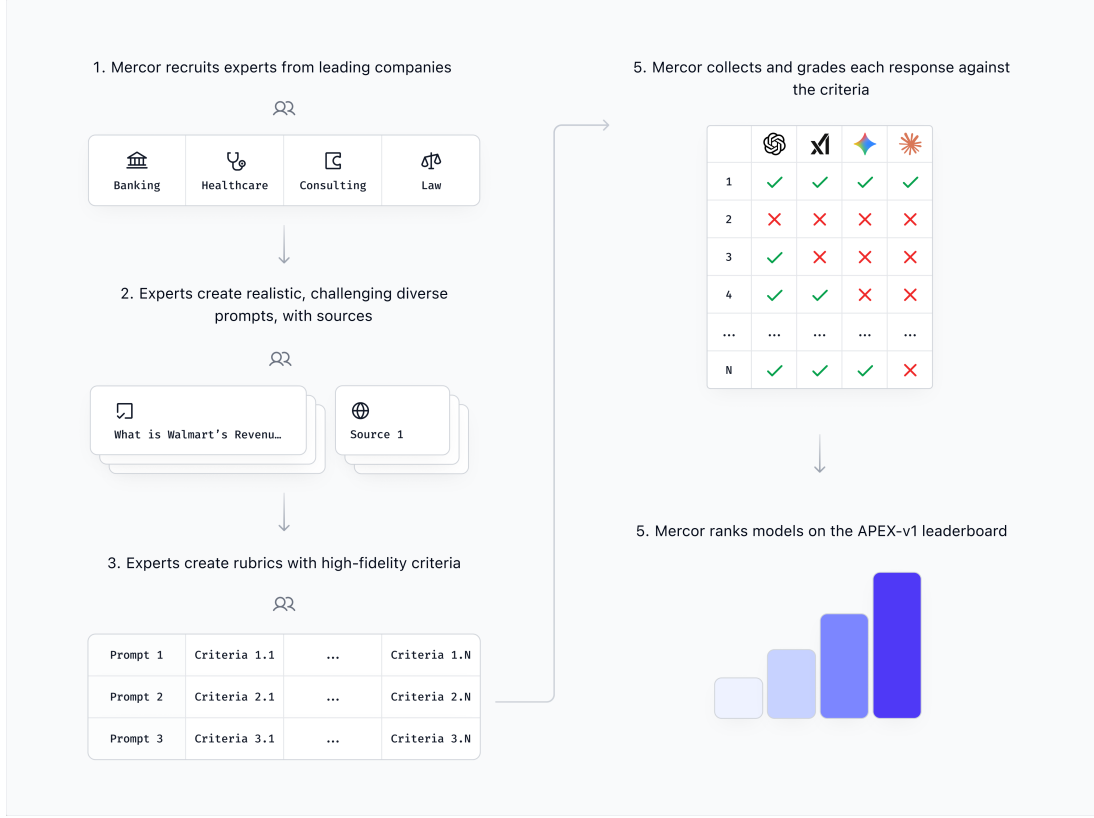 1. Mercor recruits experts from leading companies
Banking
Healthcare
Consulting
Law
2. Experts create realistic, challenging diverse
prompts, with sources
What is Walmart’s Revenu…
Source 1
3. Experts create rubrics with high-fidelity criteria
Prompt 1 Criteria 1.1 ... Criteria 1.N
Prompt 2 Criteria 2.1 ... Criteria 2.N
Prompt 3 Criteria 3.1 ... Criteria 3.N
5. Mercor collects and grades each response against
the criteria
1
2
3
4
... ... ... ... ...
N
5. Mercor ranks models on the APEX-v1 leaderboard